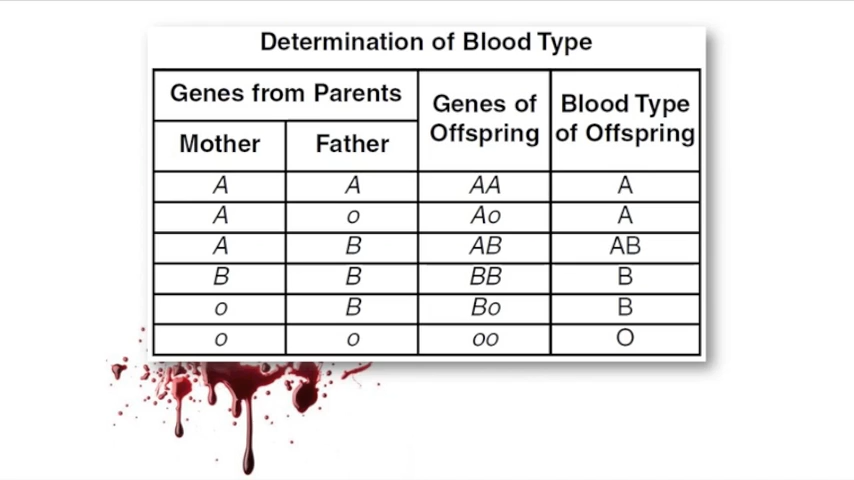 Determination of Blood Type
Genes from Parents
Genes of Offspring
Blood Type of Offspring
Mother Father
A A AA A
A o Ao A
A B AB AB
B B BB B
o B Bo B
o o oo O